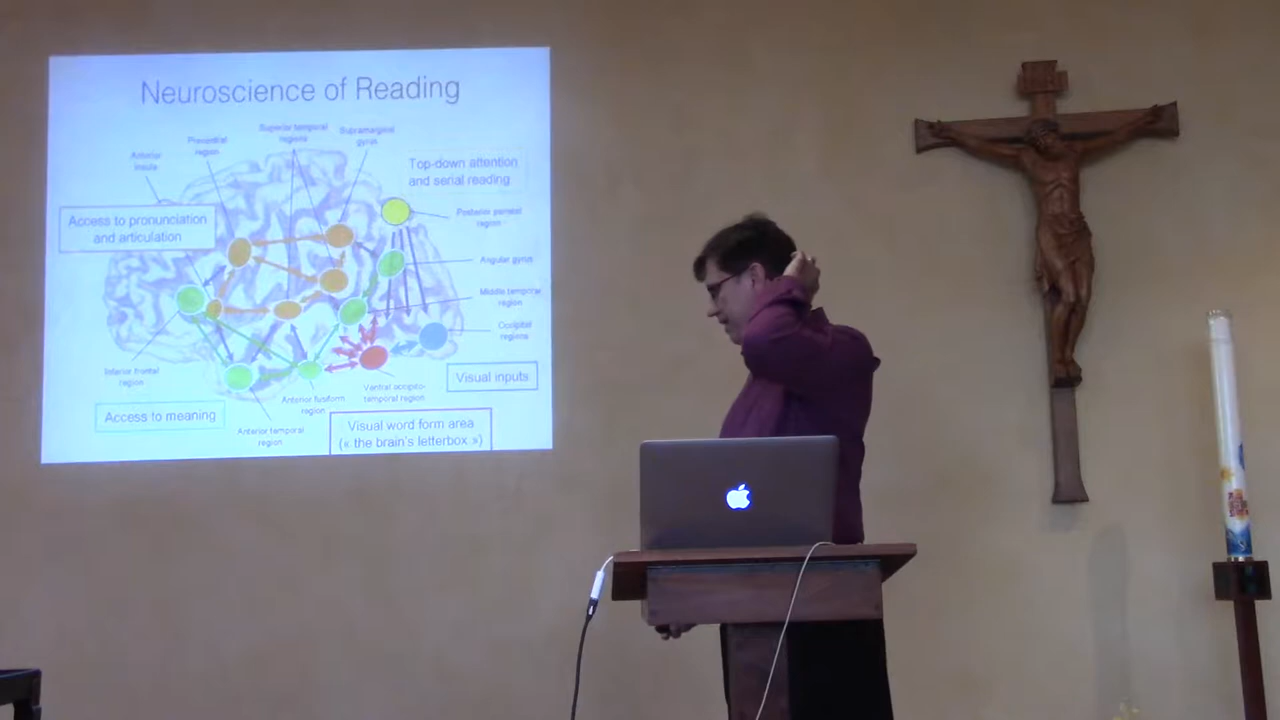 Neuroscience of Reading
Superior temporal
regions
Supramarginal
gyrus
Precentral
region
Anterior
insula
Top-down attention
and serial reading
Access to pronunciation
and articulation
Posterior parietal
region
Angular gyrus
Middle temporal
region
Occipital
regions
Inferior frontal
region
Visual inputs
Access to meaning
Anterior fusiform
region
Ventral occipito-
temporal region
Anterior temporal
region
Visual word form area
(« the brain's letterbox »)